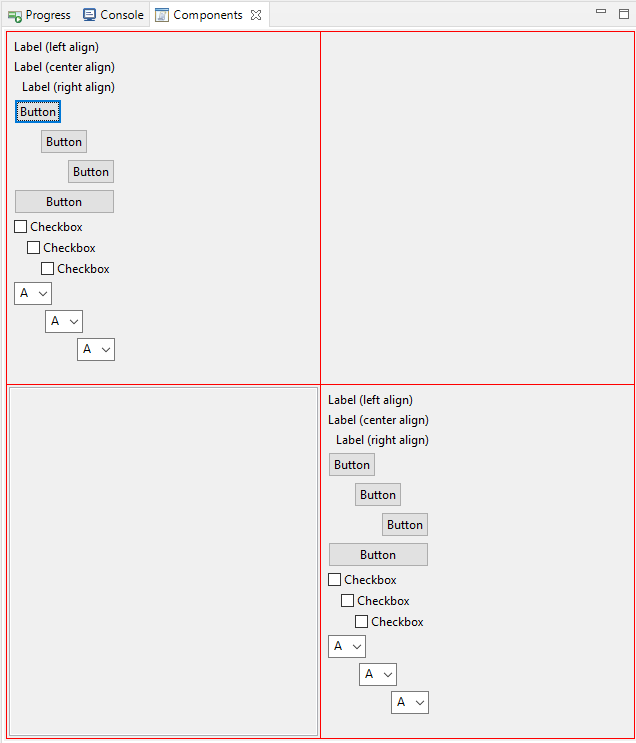 Progress Console Components
Label (left align)
Label (center align)
Label (right align)
Button
Button
Button
Button
Checkbox
Checkbox
Checkbox
A
A
A
Label (left align)
Label (center align)
Label (right align)
Button
Button
Button
Button
Checkbox
Checkbox
Checkbox
A
A
A